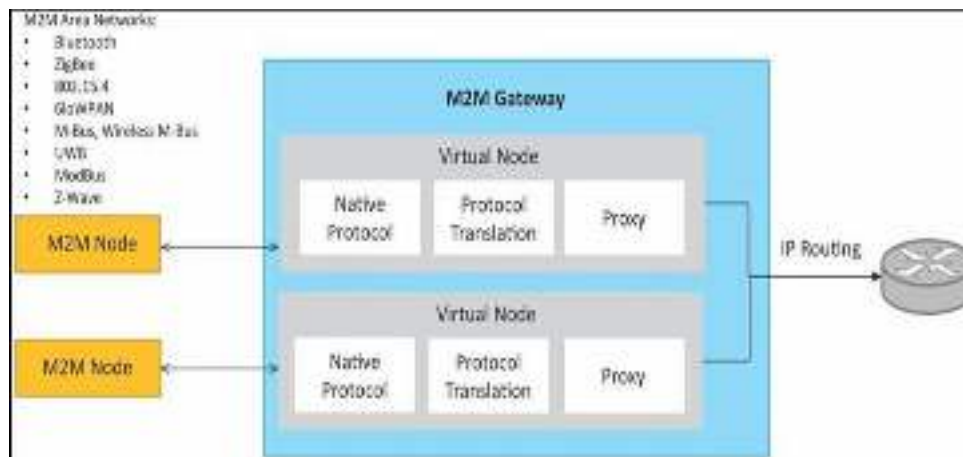 M2M Area Networks:
• Bluetooth
• ZigBee
• 802.15.4
• 6LoWPAN
• M-Bus, Wireless M-Bus
• UWB
• ModBus
• Z-Wave
M2M Gateway
Virtual Node
Native
Protocol
Protocol
Translation
Proxy
M2M Node
IP Routing
Virtual Node
Native
Protocol
Protocol
Translation
Proxy
M2M Node